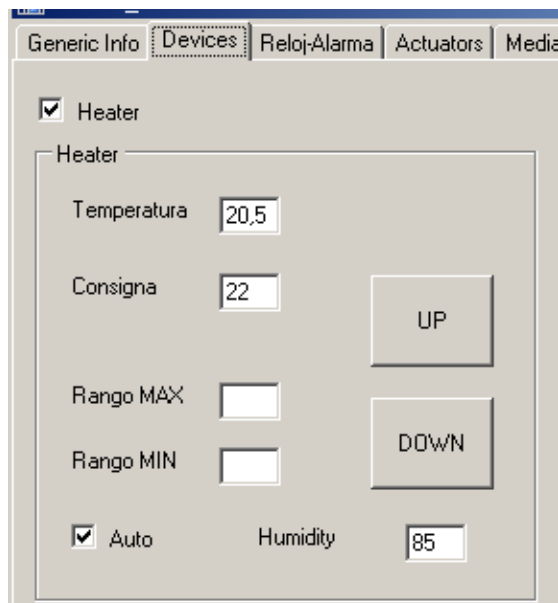 Generic Info Devices Reloj-Alarma Actuators Media
Heater
Heater
Temperatura 20,5
Consigna 22
UP
Rango MAX
DOWN
Rango MIN
Auto Humidity 85